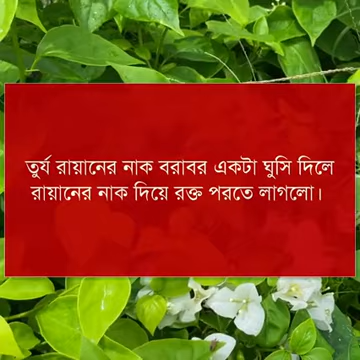 তুর্য রায়ানের নাক বরাবর একটা ঘুসি দিলে
রায়ানের নাক দিয়ে রক্ত পরতে লাগলো।